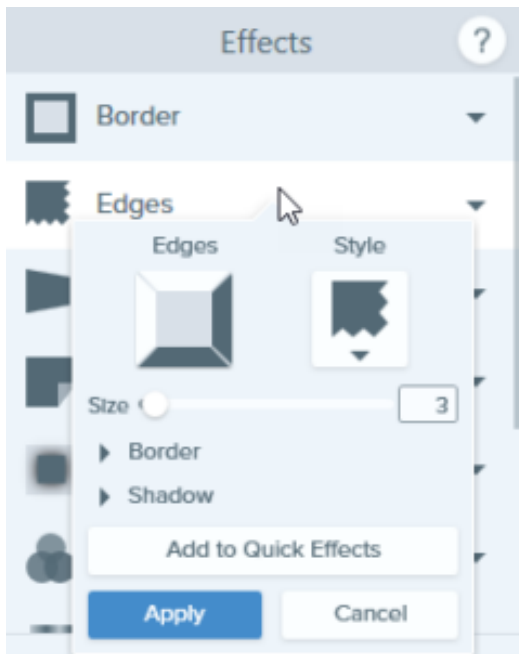 Effects ?
Border
Edges
Edges Style
Size 3
Border
Shadow
Add to Quick Effects
Apply Cancel